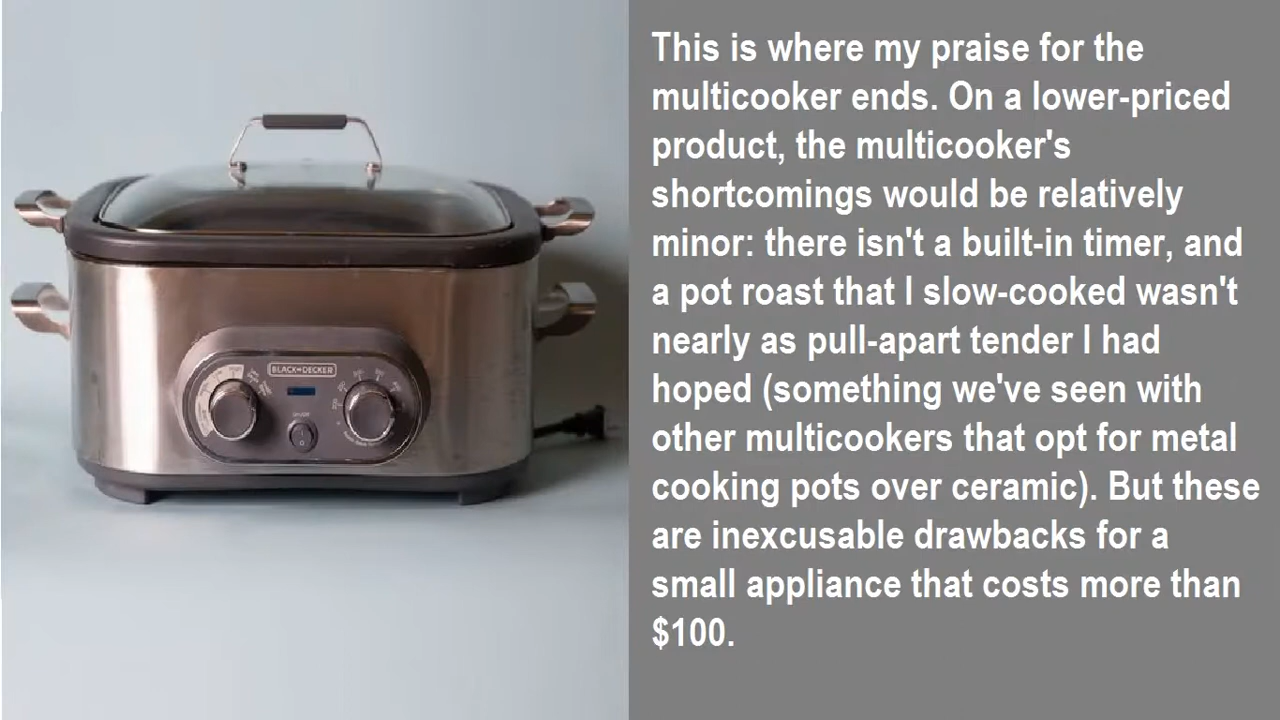 This is where my praise for the
multicooker ends. On a lower-priced
product, the multicooker's
shortcomings would be relatively
minor: there isn't a built-in timer, and
a pot roast that I slow-cooked wasn't
nearly as pull-apart tender I had
hoped (something we've seen with
other multicookers that opt for metal
cooking pots over ceramic). But these
are inexcusable drawbacks for a
small appliance that costs more than
$100.
BLACK+DECKER